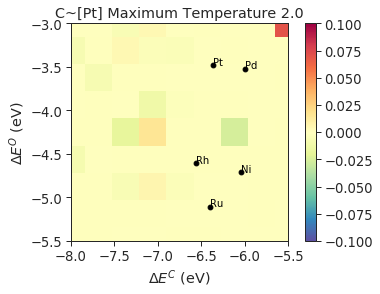 C~[Pt] Maximum Temperature 2.0
ΔE^O (eV)
−3.0
−3.5
−4.0
−4.5
−5.0
−5.5
Pt
Pd
Rh
Ni
Ru
−8.0 −7.5 −7.0 −6.5 −6.0 −5.5
ΔE^C (eV)
0.100
0.075
0.050
0.025
0.000
−0.025
−0.050
−0.075
−0.100